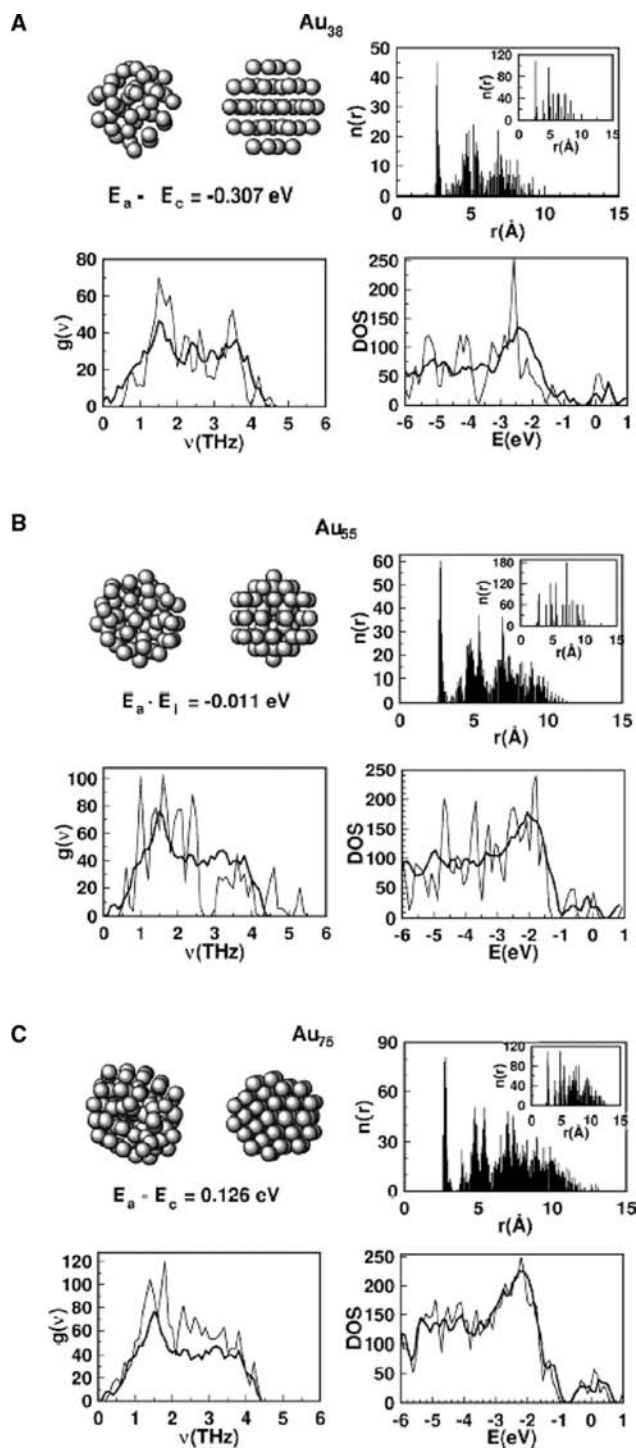 A
Au38
Ea - Ec = -0.307 eV
50
40
30
20
10
0
n(r)
0 5 10 15
r(Å)
120
80
40
0
n(r)
0 5 10 15
r(Å)
80
60
40
20
0
g(ν)
0 1 2 3 4 5 6
ν(THz)
250
200
150
100
50
0
DOS
-6 -5 -4 -3 -2 -1 0 1
E(eV)
B
Au55
Ea - El = -0.011 eV
60
50
40
30
20
10
0
n(r)
0 5 10 15
r(Å)
180
120
60
0
n(r)
0 5 10 15
r(Å)
100
80
60
40
20
0
g(ν)
0 1 2 3 4 5 6
ν(THz)
250
200
150
100
50
0
DOS
-6 -5 -4 -3 -2 -1 0 1
E(eV)
C
Au75
Ea - Ec = 0.126 eV
90
60
30
0
n(r)
0 5 10 15
r(Å)
120
80
40
0
n(r)
0 5 10 15
r(Å)
120
100
80
60
40
20
0
g(ν)
0 1 2 3 4 5 6
ν(THz)
250
200
150
100
50
0
DOS
-6 -5 -4 -3 -2 -1 0 1
E(eV)